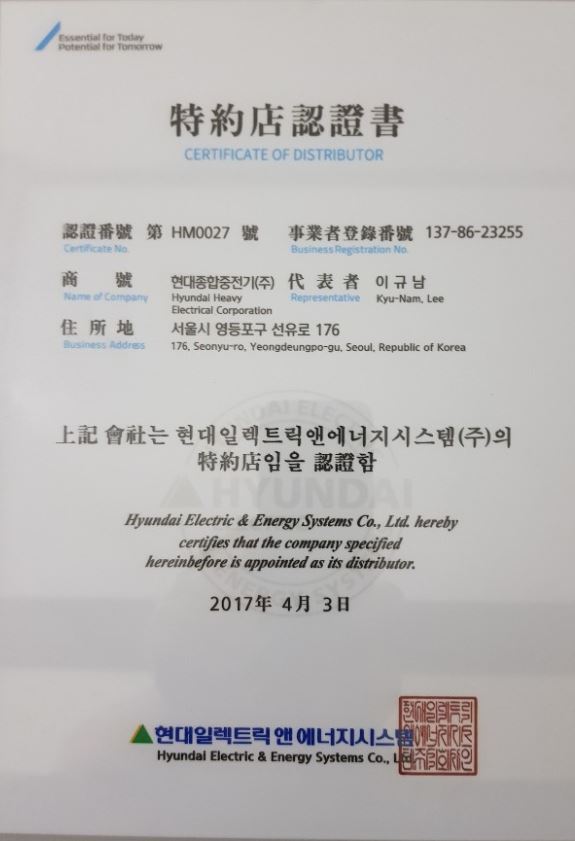 Essential for Today
Potential for Tomorrow
特約店認證書
CERTIFICATE OF DISTRIBUTOR
認證番號 第 HM0027 號 事業者登錄番號 137-86-23255
Certificate No. Business Registration No.
商號 현대종합중전기(주) 代表者 이규남
Name of Company Hyundai Heavy Electrical Corporation Representative Kyu-Nam, Lee
住所地 서울시 영등포구 선유로 176
Business Address 176, Seonyu-ro, Yeongdeungpo-gu, Seoul, Republic of Korea
上記 會社는 현대일렉트릭앤에너지시스템(주)의
特約店임을 認證함
HYUNDAI
Hyundai Electric & Energy Systems Co., Ltd. hereby
certifies that the company specified
hereinbefore is appointed as its distributor.
2017年 4月 3日
현대일렉트릭앤에너지시스템
Hyundai Electric & Energy Systems Co., Ltd